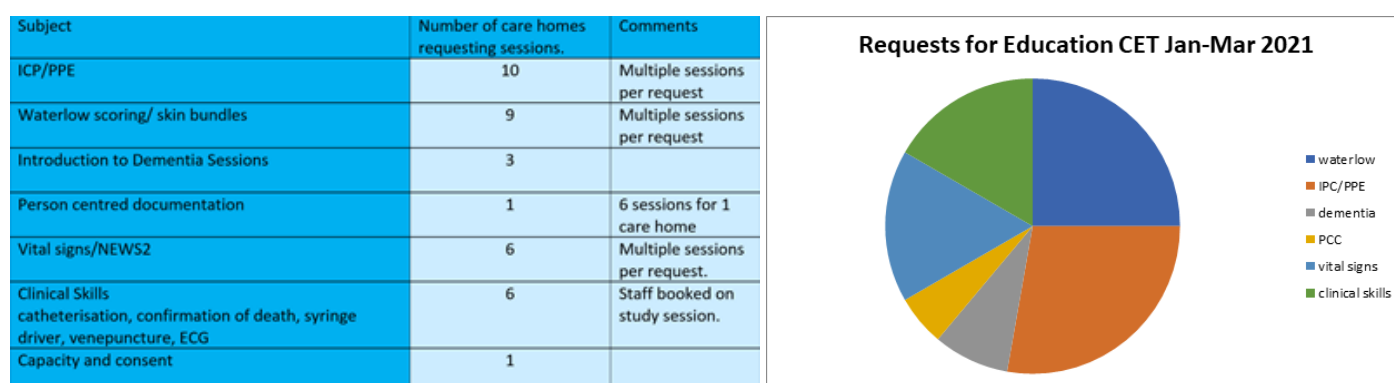 Subject
Number of care homes
requesting sessions.
Comments
ICP/PPE
10
Multiple sessions
per request
Waterlow scoring/ skin bundles
9
Multiple sessions
per request
Introduction to Dementia Sessions
3
Person centred documentation
1
6 sessions for 1
care home
Vital signs/NEWS2
6
Multiple sessions
per request.
Clinical Skills
catheterisation, confirmation of death, syringe
driver, venepuncture, ECG
6
Staff booked on
study session.
Capacity and consent
1
Requests for Education CET Jan-Mar 2021
waterlow
IPC/PPE
dementia
PCC
vital signs
clinical skills